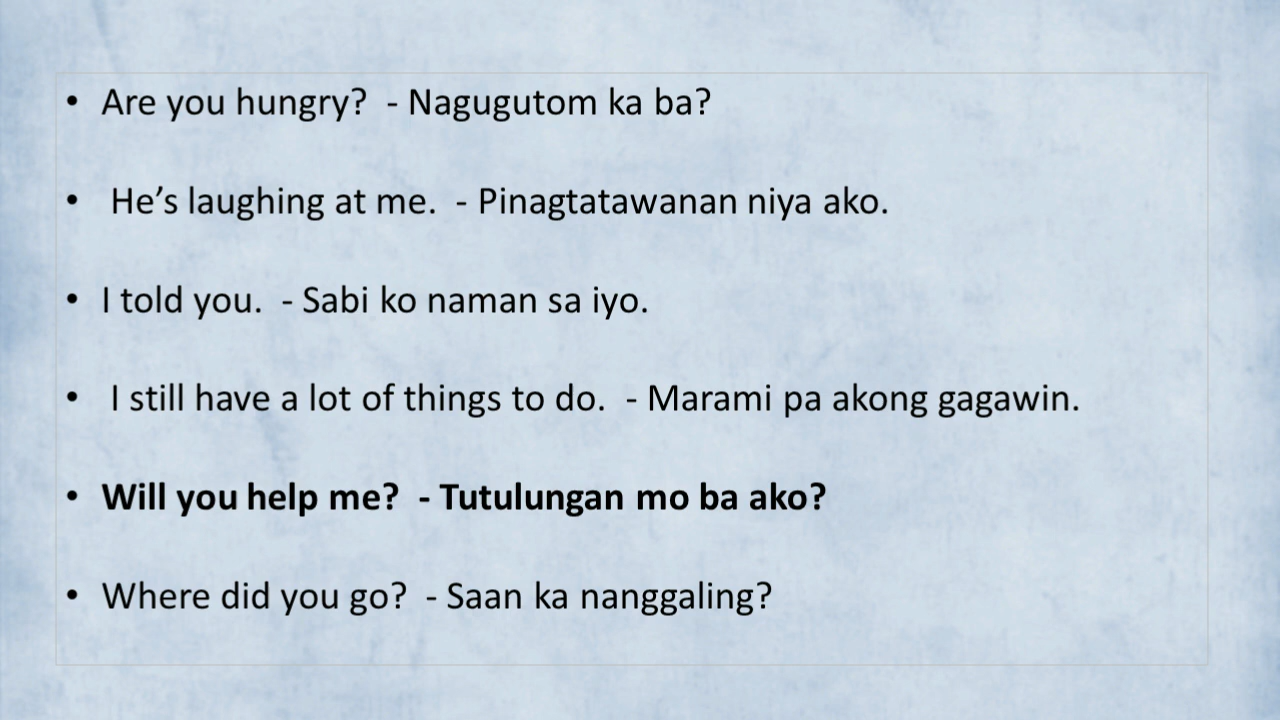 • Are you hungry?  - Nagugutom ka ba?
•  He’s laughing at me.  - Pinagtatawanan niya ako.
• I told you.  - Sabi ko naman sa iyo.
•  I still have a lot of things to do.  - Marami pa akong gagawin.
• Will you help me?  - Tutulungan mo ba ako?
• Where did you go?  - Saan ka nanggaling?